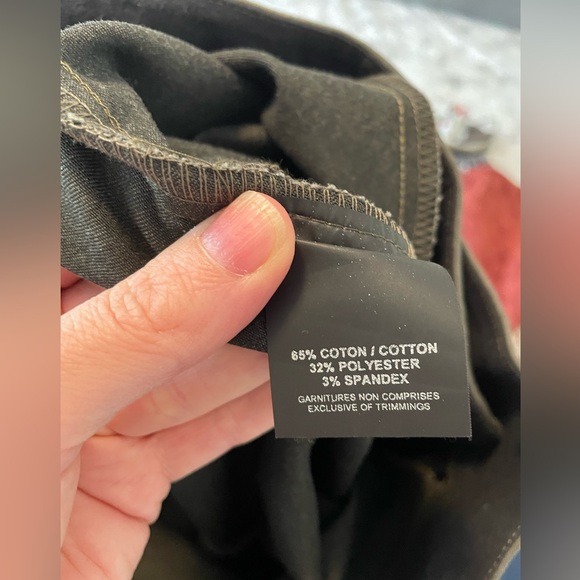 65% COTON / COTTON
32% POLYESTER
3% SPANDEX
GARNITURES NON COMPRISES
EXCLUSIVE OF TRIMMINGS